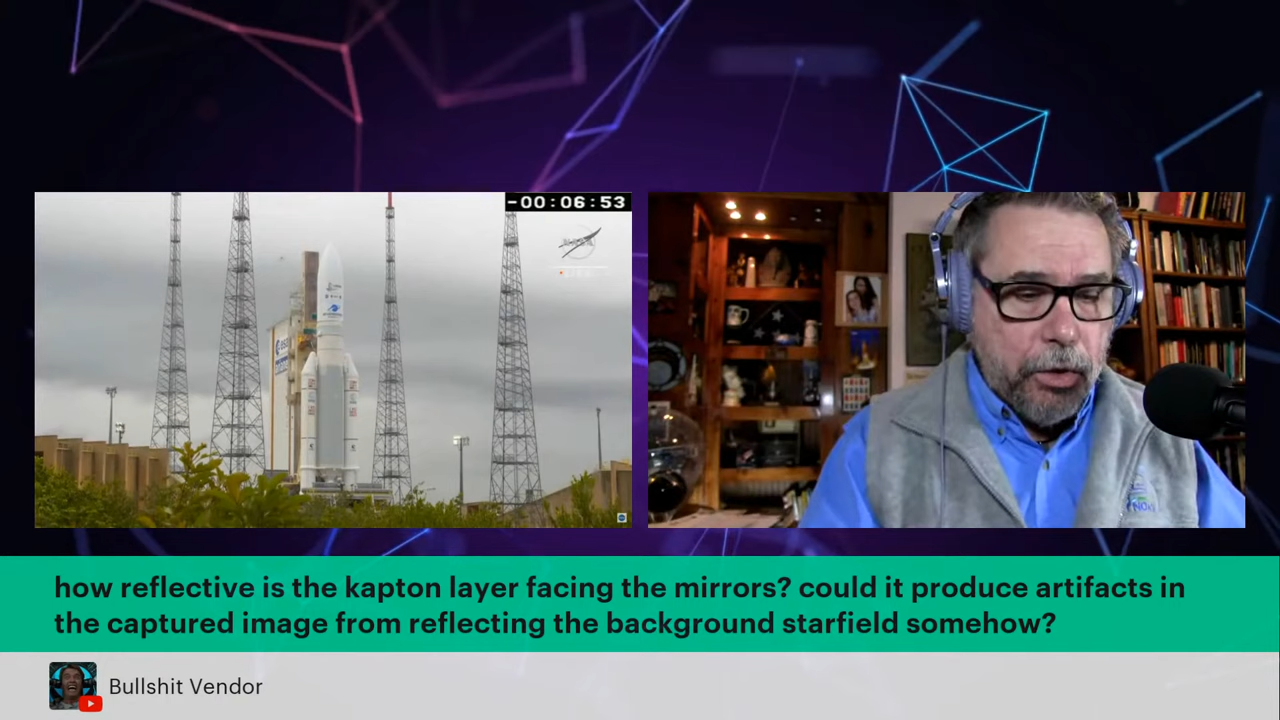 -00:06:53
how reflective is the kapton layer facing the mirrors? could it produce artifacts in
the captured image from reflecting the background starfield somehow?
Bullshit Vendor